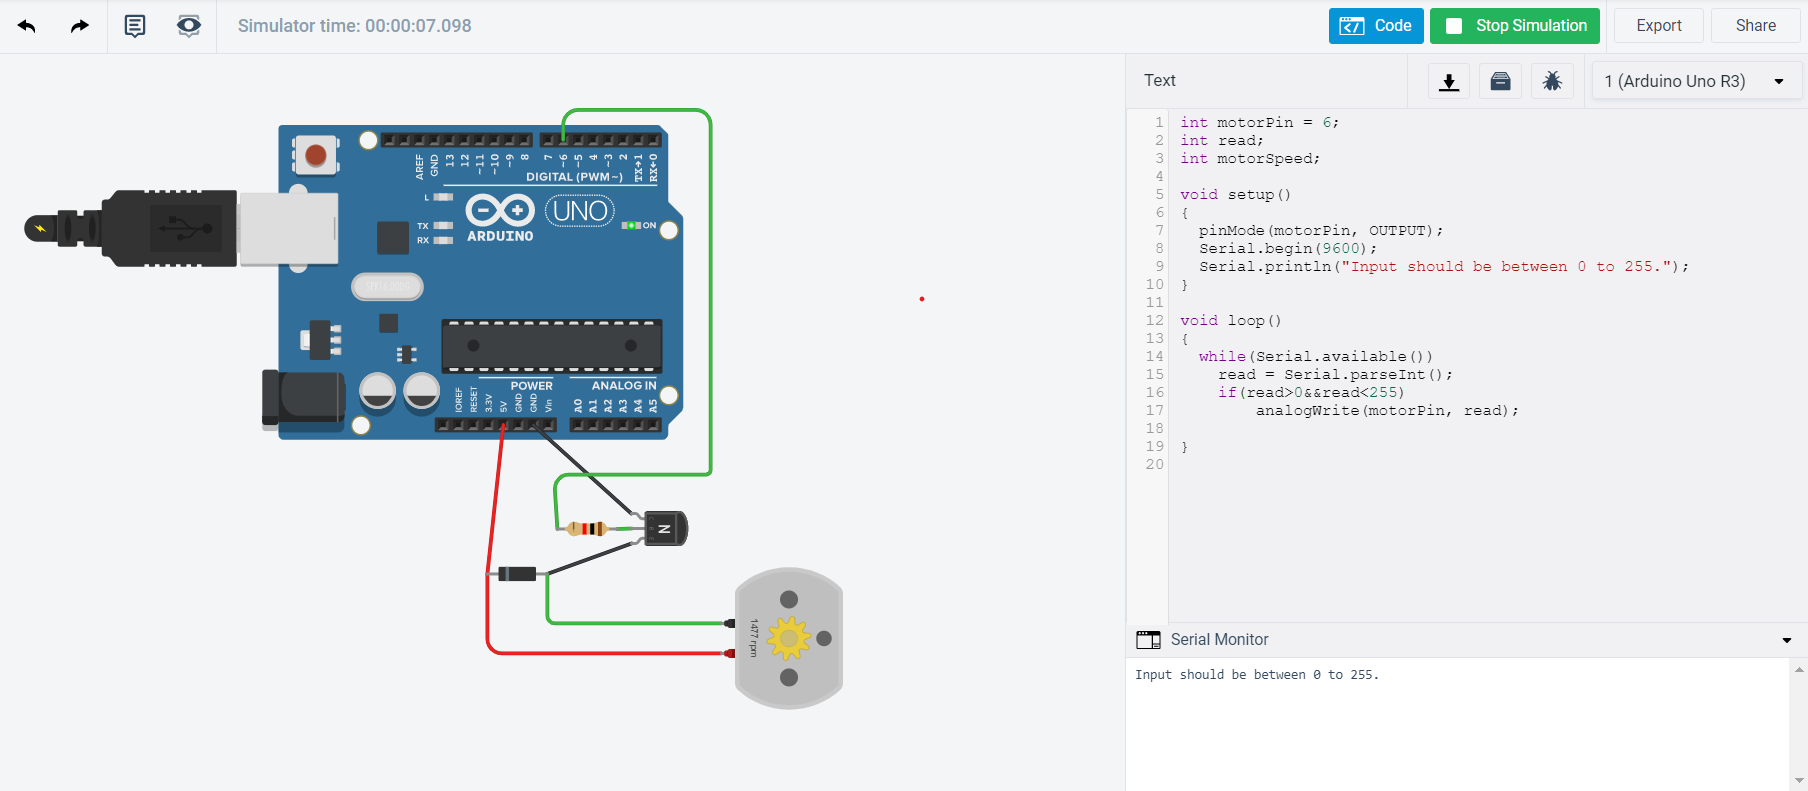 Simulator time: 00:00:07.098
Code
Stop Simulation
Export
Share
Text
1 (Arduino Uno R3)
AREF
GND
13
12
~11
~10
~9
8
7
~6
~5
4
~3
2
TX→1
RX←0
DIGITAL (PWM~)
L
TX
RX
UNO
ON
ARDUINO
POWER
ANALOG IN
IOREF
RESET
3.3V
5V
GND
GND
Vin
A0
A1
A2
A3
A4
A5
N
1477 rpm
1 int motorPin = 6;
2 int read;
3 int motorSpeed;
4
5 void setup()
6 {
7 pinMode(motorPin, OUTPUT);
8 Serial.begin(9600);
9 Serial.println("Input should be between 0 to 255.");
10 }
11
12 void loop()
13 {
14 while(Serial.available())
15 read = Serial.parseInt();
16 if(read>0&&read<255)
17 analogWrite(motorPin, read);
18
19 }
20
Serial Monitor
Input should be between 0 to 255.